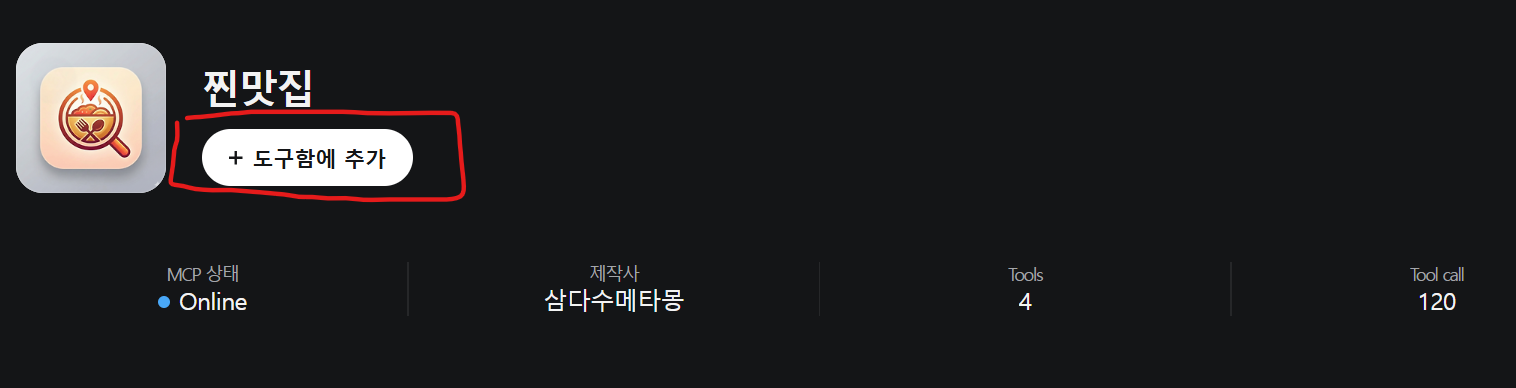 찐맛집
+ 도구함에 추가
MCP 상태
Online
제작사
삼다수메타몽
Tools
4
Tool call
120